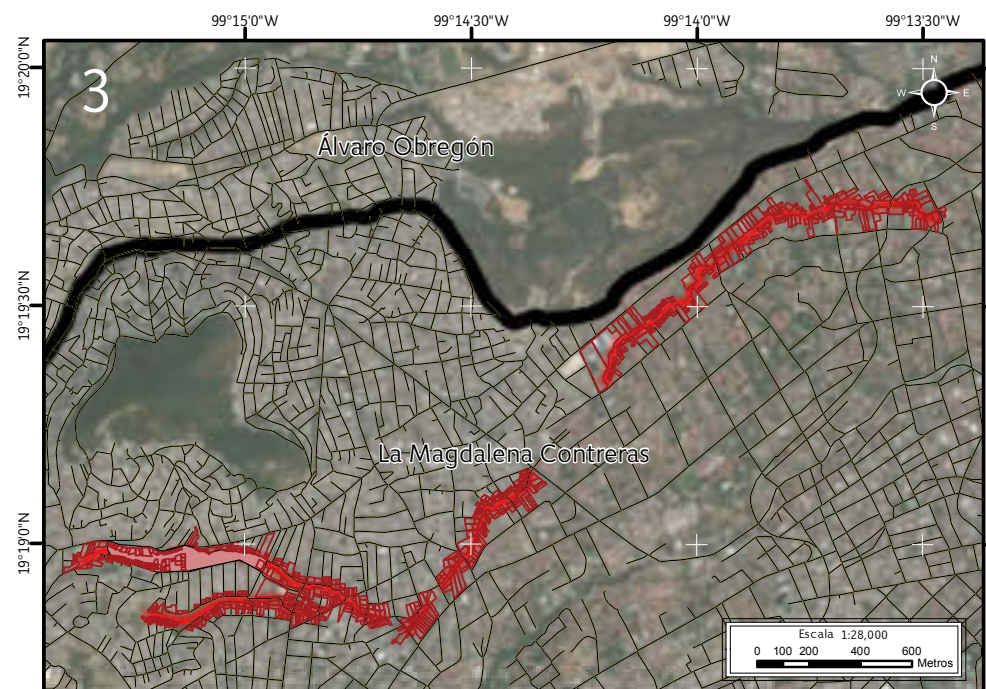 99°15'0"W 99°14'30"W 99°14'0"W 99°13'30"W
19°20'0"N
3
N
W E
S
Álvaro Obregón
19°19'30"N
La Magdalena Contreras
19°19'0"N
Escala 1:28,000
0 100 200 400 600
Metros